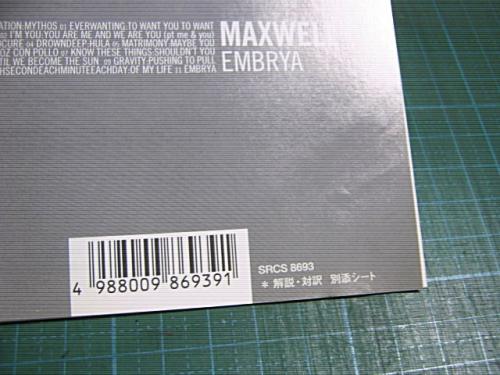 ATION:MYTHOS 01 EVERWANTING:TO WANT YOU TO WANT
02 I'M YOU:YOU ARE ME AND WE ARE YOU (pt me & you)
CURE 04 DROWNDEEP:HULA 05 MATRIMONY:MAYBE YOU
OZ CON POLLO 07 KNOW THESE THINGS:SHOULDN'T YOU
TIL WE BECOME THE SUN 09 GRAVITY:PUSHING TO PULL
HSECONDEACHMINUTEEACHDAY:OF MY LIFE 11 EMBRYA
MAXWELL
EMBRYA
4 988009 869391
SRCS 8693
* 解説・対訳 別添シート